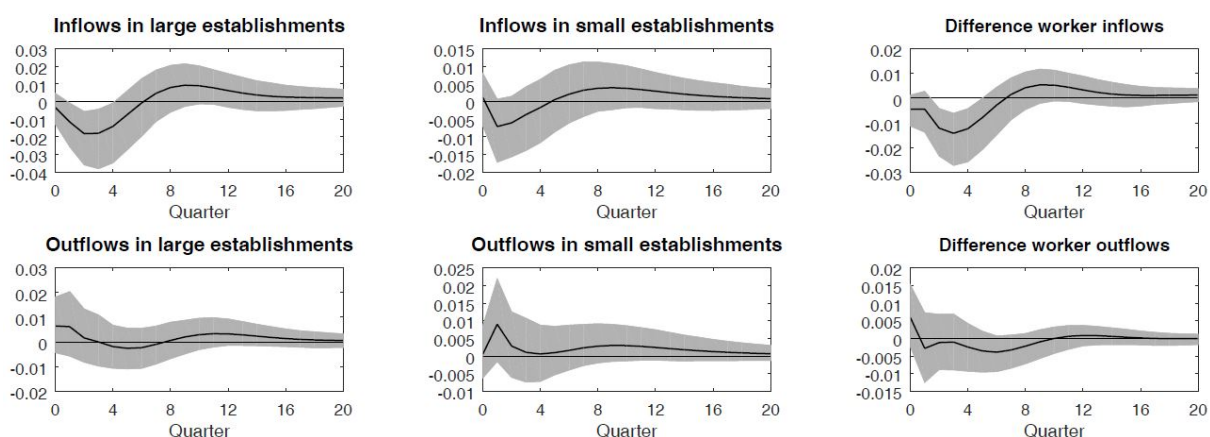 Inflows in large establishments
0.03
0.02
0.01
0
-0.01
-0.02
-0.03
-0.04
0 4 8 12 16 20
Quarter
Inflows in small establishments
0.015
0.01
0.005
0
0.005
-0.01
0.015
-0.02
0 4 8 12 16 20
Quarter
Difference worker inflows
0.02
0.01
0
-0.01
-0.02
-0.03
0 4 8 12 16 20
Quarter
Outflows in large establishments
0.03
0.02
0.01
0
-0.01
-0.02
0 4 8 12 16 20
Quarter
Outflows in small establishments
0.025
0.02
0.015
0.01
0.005
0
0.005
-0.01
0 4 8 12 16 20
Quarter
Difference worker outflows
0.02
0.015
0.01
0.005
0
-0.005
-0.01
-0.015
0 4 8 12 16 20
Quarter